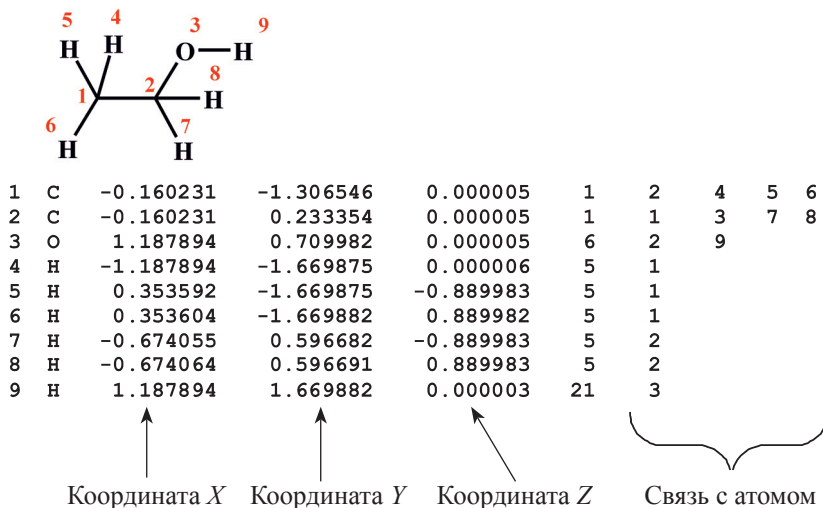 5 4 3 9
H H O H
8
1 2 H
6 7
H H
1 C -0.160231 -1.306546 0.000005 1 2 4 5 6
2 C -0.160231 0.233354 0.000005 1 1 3 7 8
3 O 1.187894 0.709982 0.000005 6 2 9
4 H -1.187894 -1.669875 0.000006 5 1
5 H 0.353592 -1.669875 -0.889983 5 1
6 H 0.353604 -1.669882 0.889982 5 1
7 H -0.674055 0.596682 -0.889983 5 2
8 H -0.674064 0.596691 0.889983 5 2
9 H 1.187894 1.669882 0.000003 21 3
Координата X Координата Y Координата Z Связь с атомом